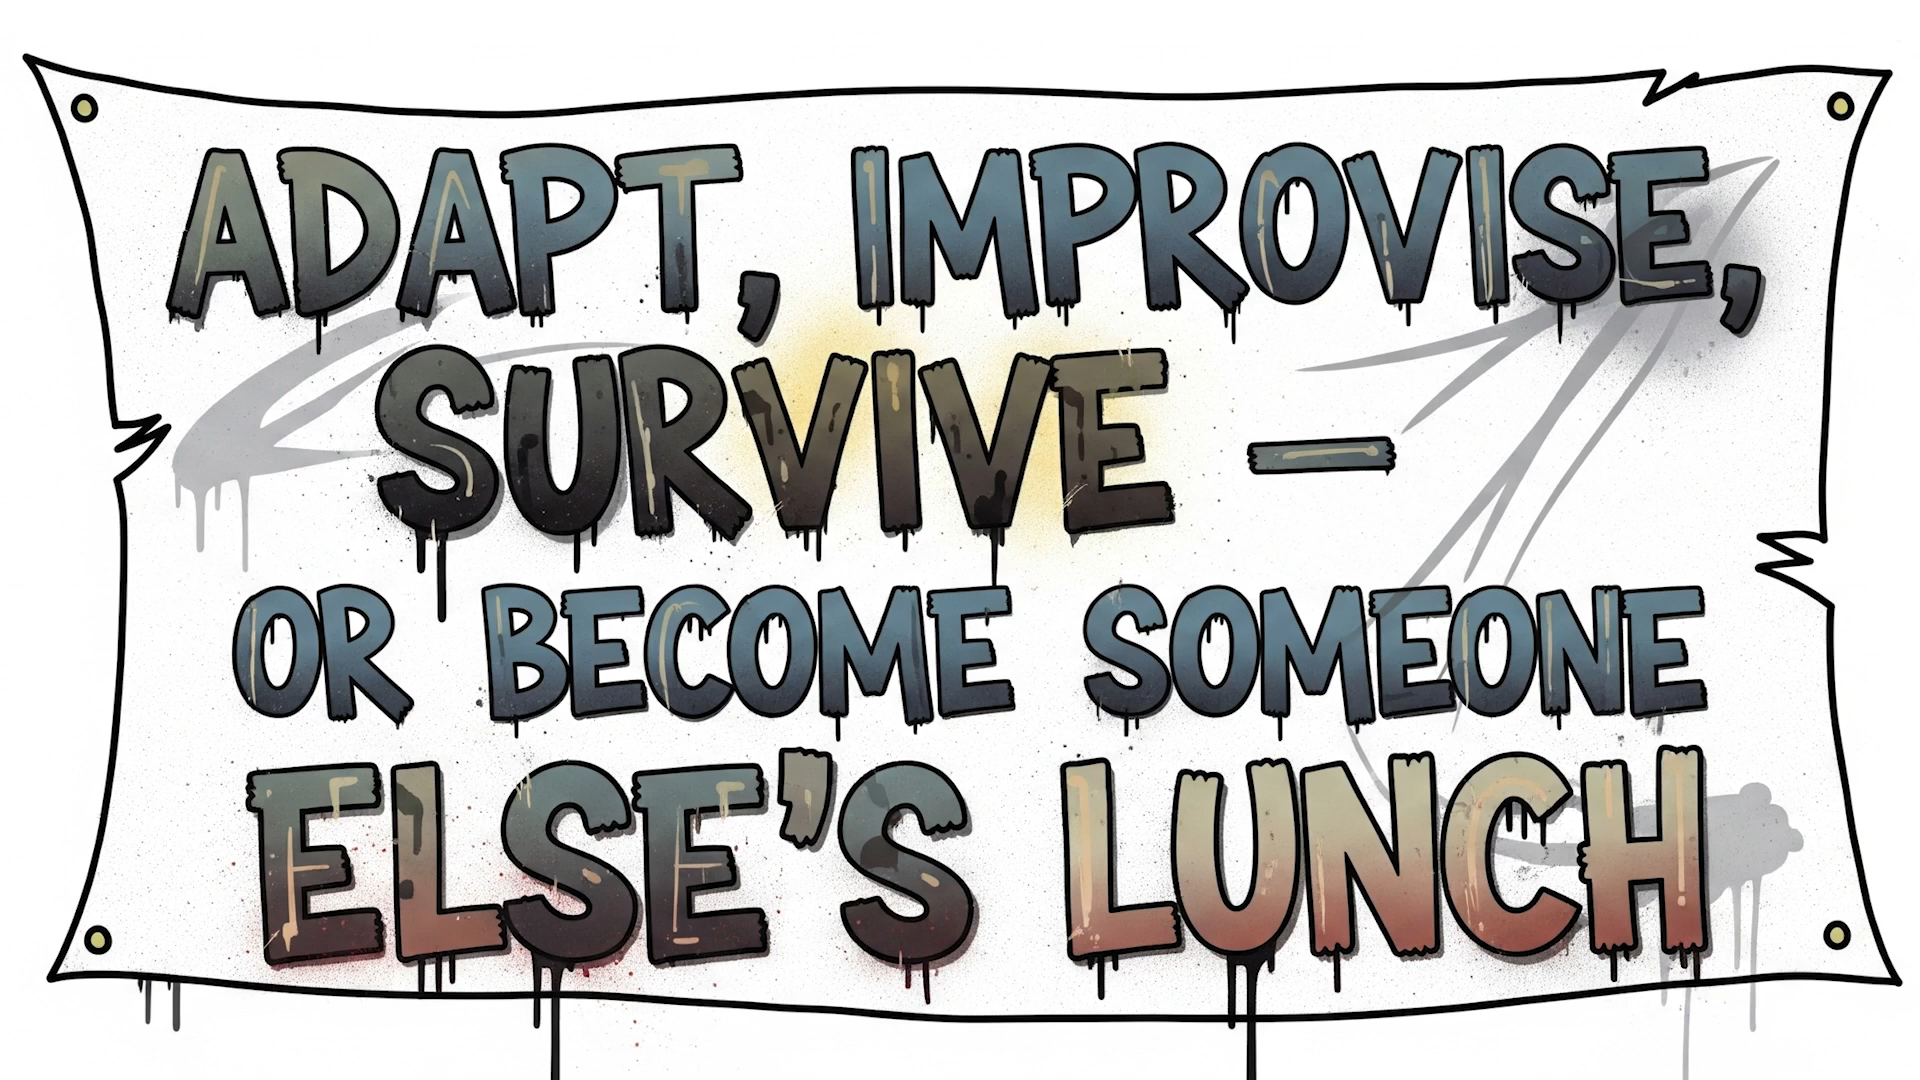 ADAPT, IMPROVISE,
SURVIVE –
OR BECOME SOMEONE
ELSE'S LUNCH